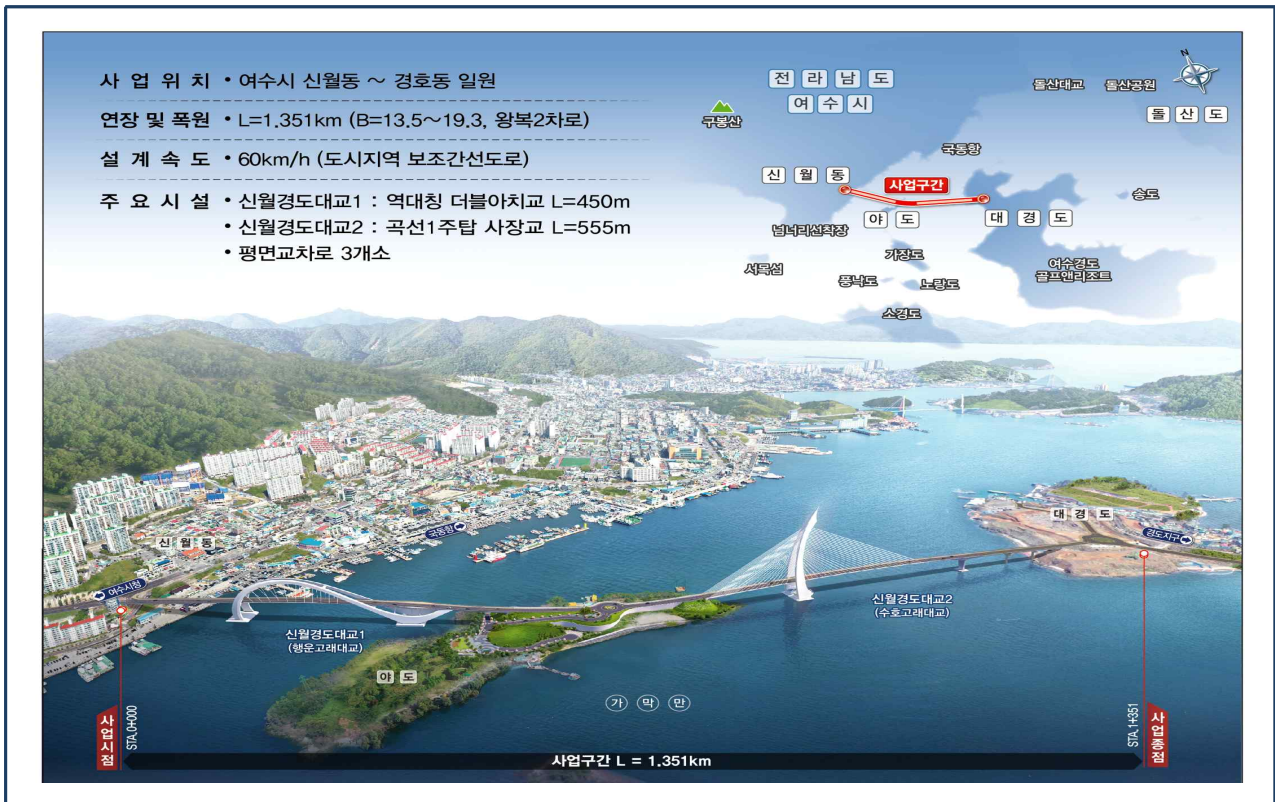 사 업 위 치 • 여수시 신월동 ~ 경호동 일원
연장 및 폭원 • L=1.351km (B=13.5~19.3, 왕복2차로)
설 계 속 도 • 60km/h (도시지역 보조간선도로)
주 요 시 설 • 신월경도대교1 : 역대칭 더블아치교 L=450m
• 신월경도대교2 : 곡선1주탑 사장교 L=555m
• 평면교차로 3개소
전라남도
여수시
구봉산
돌산대교
돌산공원
N
돌산도
국동항
신월동
사업구간
송도
야도
대경도
넘너리선착장
서목섬
가장도
풍낙도
노랑도
여수경도
골프앤리조트
소경도
신월동
국동항
여수시청
대경도
경도지구
신월경도대교1
(행운고래대교)
신월경도대교2
(수호고래대교)
야도
가막만
사업시점
STA.0+000
STA.1+351
사업종점
사업구간 L = 1.351km